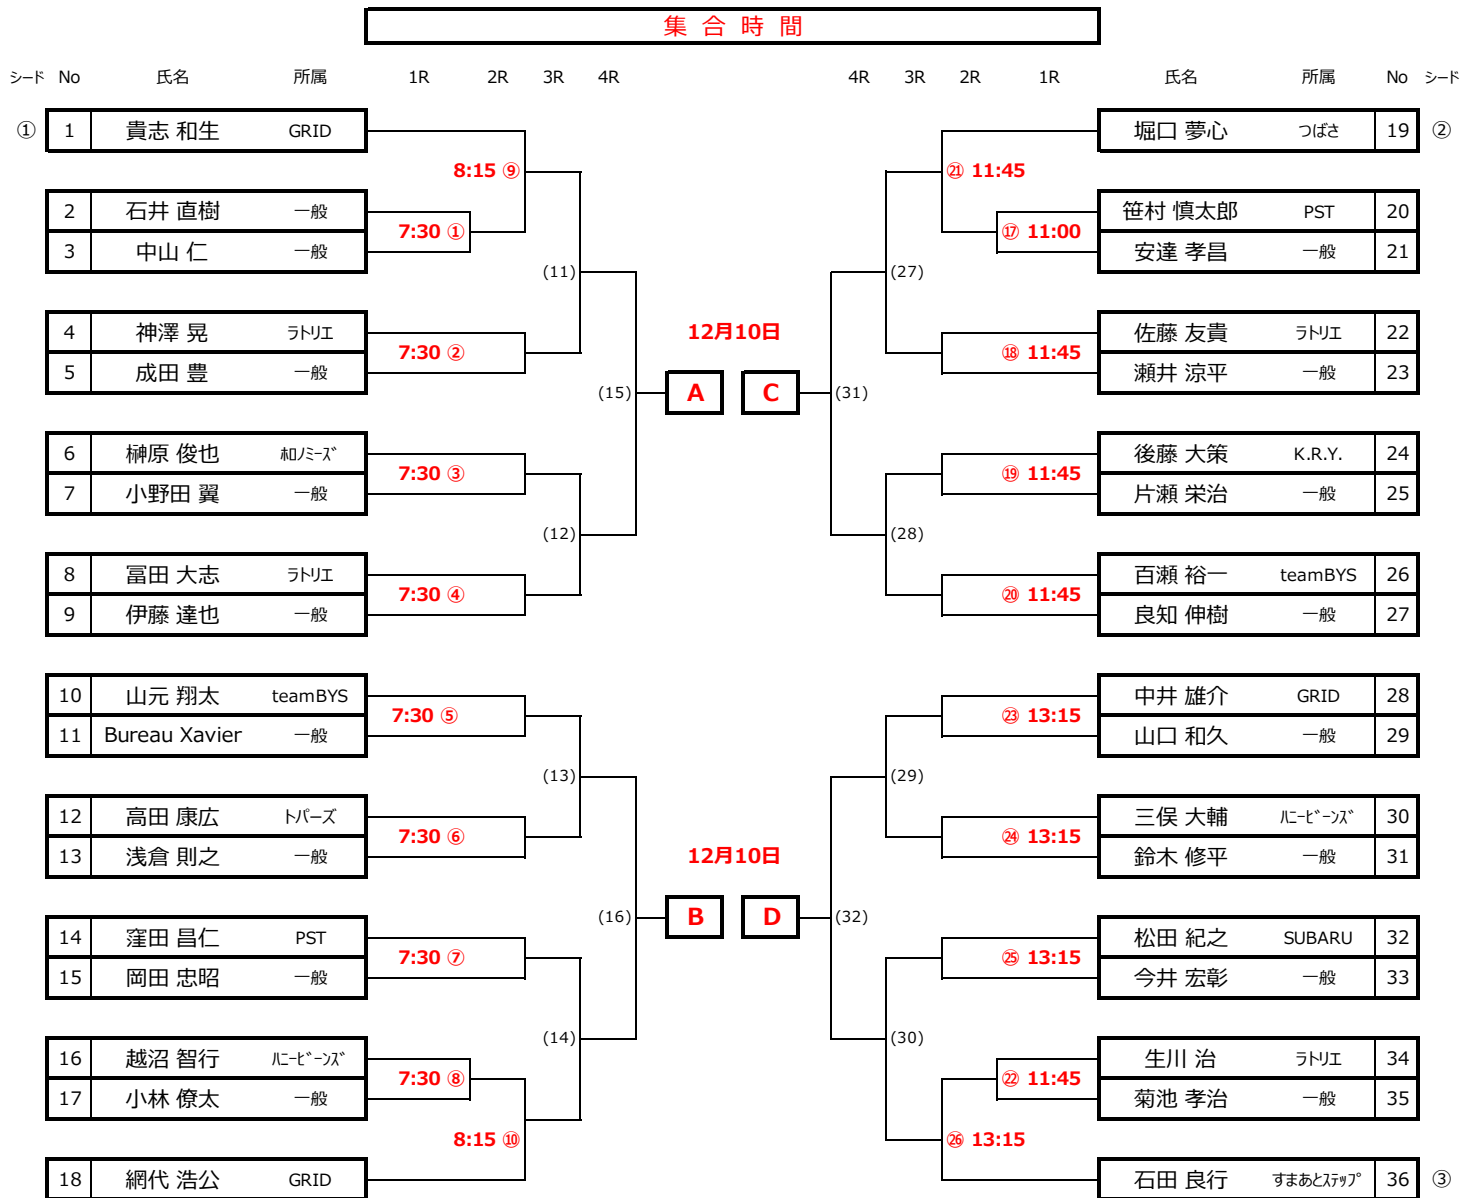 集 合 時 間
シード No 氏名 所属 1R 2R 3R 4R 4R 3R 2R 1R 氏名 所属 No シード
① 1 貴志 和生 GRID 堀口 夢心 つばさ 19 ②
8:15 ⑨ ㉑ 11:45
2 石井 直樹 一般 笹村 慎太郎 PST 20
7:30 ① ⑰ 11:00
3 中山 仁 一般 安達 孝昌 一般 21
(11) (27)
4 神澤 晃 ラトリエ 12月10日 佐藤 友貴 ラトリエ 22
7:30 ② ⑱ 11:45
5 成田 豊 一般 瀬井 涼平 一般 23
(15) A C (31)
6 榊原 俊也 ホロノミーズ 後藤 大策 K.R.Y. 24
7:30 ③ ⑲ 11:45
7 小野田 翼 一般 片瀬 栄治 一般 25
(12) (28)
8 冨田 大志 ラトリエ 百瀬 裕一 teamBYS 26
7:30 ④ ⑳ 11:45
9 伊藤 達也 一般 良知 伸樹 一般 27
10 山元 翔太 teamBYS 中井 雄介 GRID 28
7:30 ⑤ ㉓ 13:15
11 Bureau Xavier 一般 山口 和久 一般 29
(13) (29)
12 高田 康広 トパーズ 三俣 大輔 ハニービーンズ 30
7:30 ⑥ ㉔ 13:15
13 浅倉 則之 一般 12月10日 鈴木 修平 一般 31
(16) B D (32)
14 窪田 昌仁 PST 松田 紀之 SUBARU 32
7:30 ⑦ ㉕ 13:15
15 岡田 忠昭 一般 今井 宏彰 一般 33
(14) (30)
16 越沼 智行 ハニービーンズ 生川 治 ラトリエ 34
7:30 ⑧ ㉒ 11:45
17 小林 僚太 一般 菊池 孝治 一般 35
8:15 ⑩ ㉖ 13:15
18 網代 浩公 GRID 石田 良行 すまあとステップ 36 ③